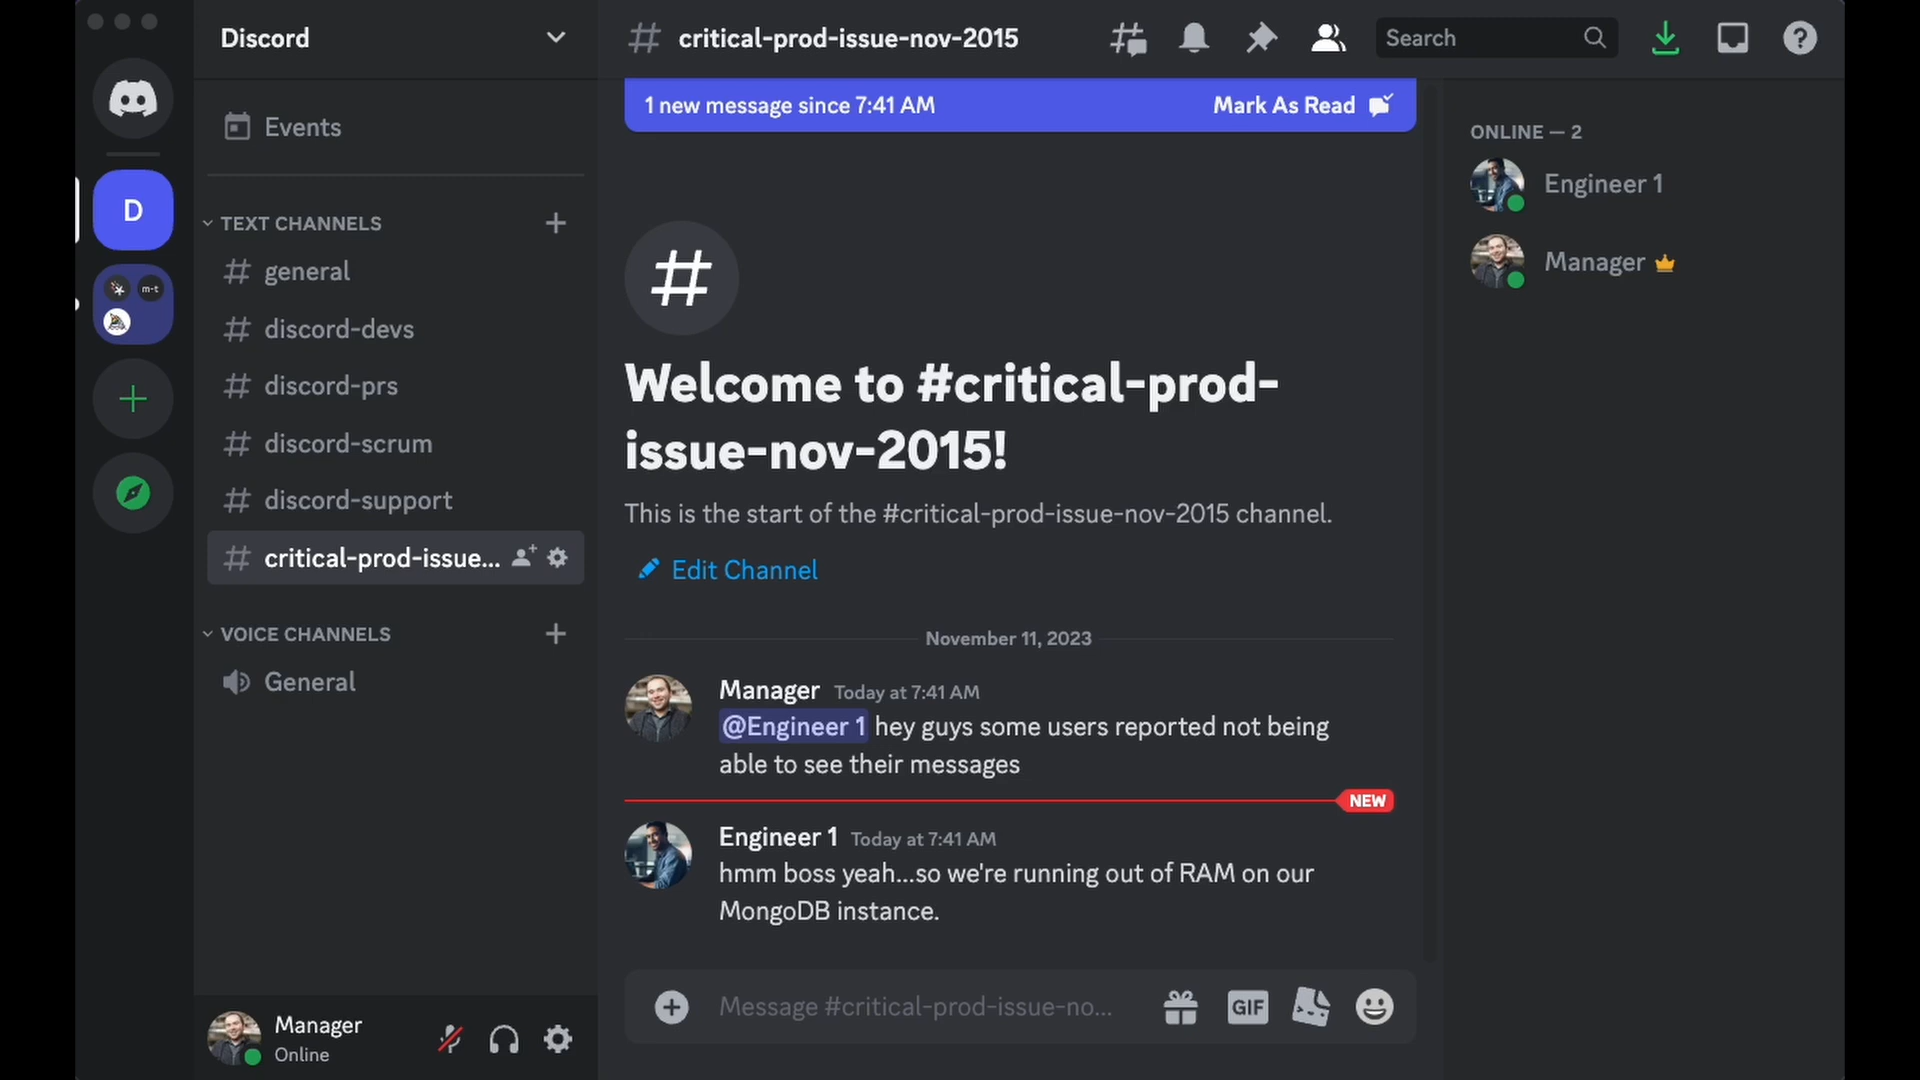 Discord
Events
TEXT CHANNELS
general
discord-devs
discord-prs
discord-scrum
discord-support
critical-prod-issue...
VOICE CHANNELS
General
Manager
Online
D
m-t
critical-prod-issue-nov-2015
Search
1 new message since 7:41 AM
Mark As Read
Welcome to #critical-prod-
issue-nov-2015!
This is the start of the #critical-prod-issue-nov-2015 channel.
Edit Channel
November 11, 2023
Manager Today at 7:41 AM
@Engineer 1 hey guys some users reported not being
able to see their messages
NEW
Engineer 1 Today at 7:41 AM
hmm boss yeah...so we're running out of RAM on our
MongoDB instance.
Message #critical-prod-issue-no...
GIF
ONLINE — 2
Engineer 1
Manager